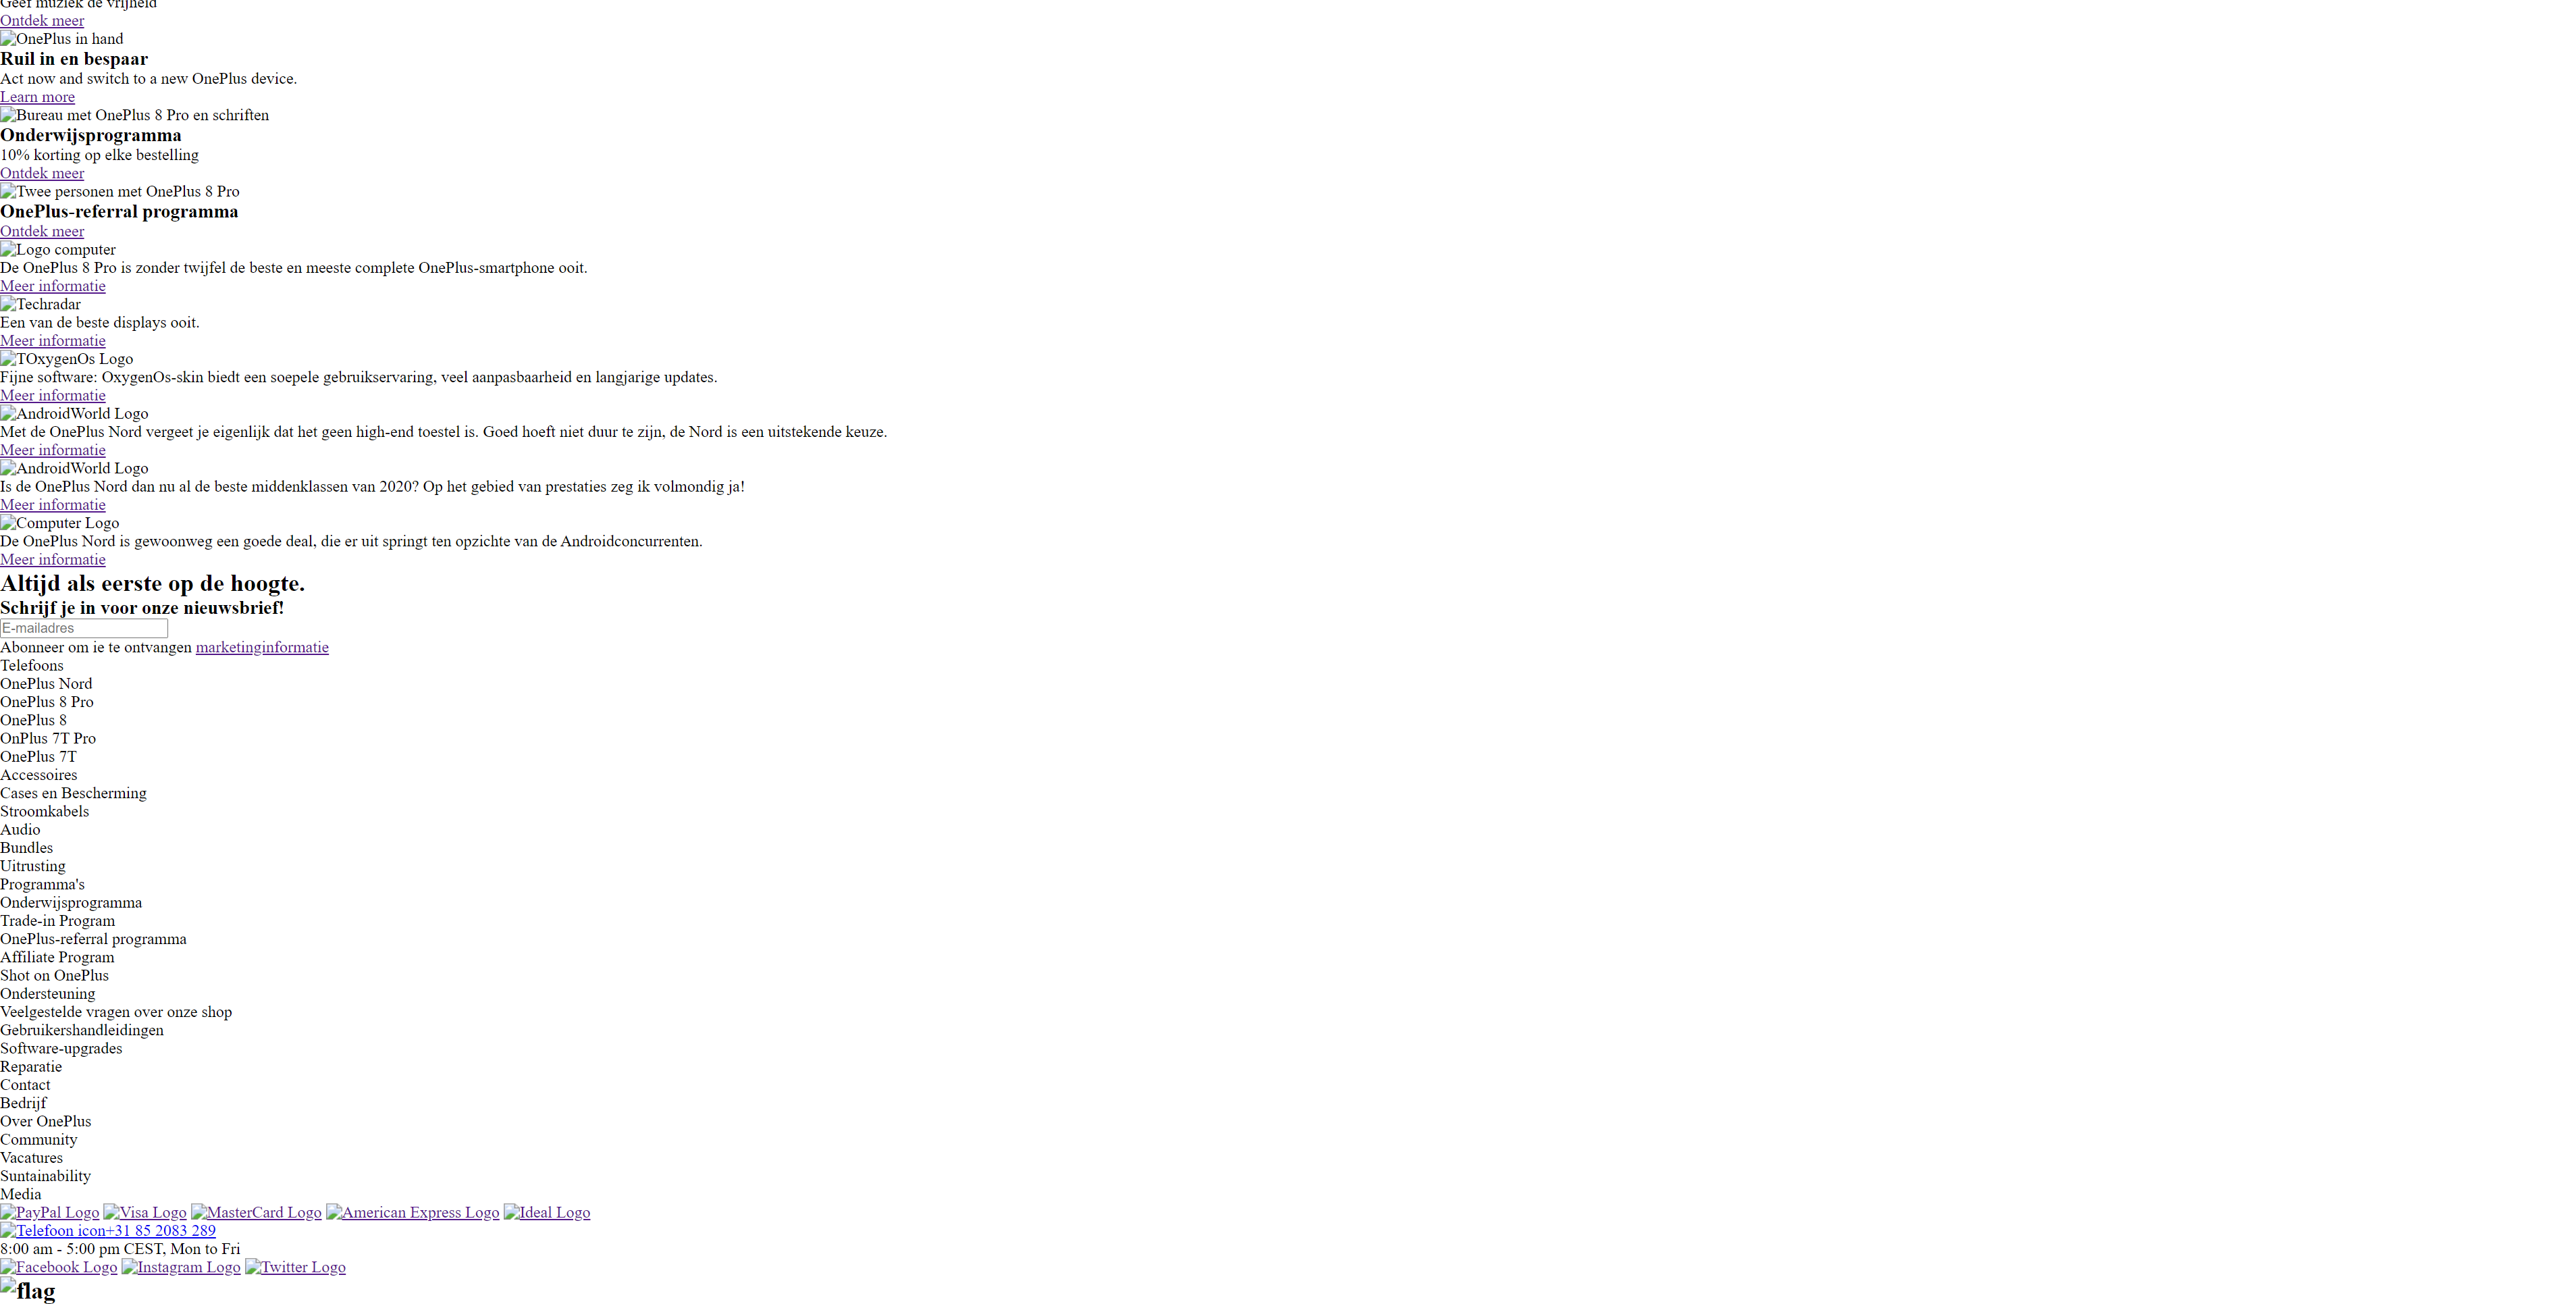 Geef muziek de vrijheid
Ontdek meer
OnePlus in hand
Ruil in en bespaar
Act now and switch to a new OnePlus device.
Learn more
Bureau met OnePlus 8 Pro en schriften
Onderwijsprogramma
10% korting op elke bestelling
Ontdek meer
Twee personen met OnePlus 8 Pro
OnePlus-referral programma
Ontdek meer
Logo computer
De OnePlus 8 Pro is zonder twijfel de beste en meeste complete OnePlus-smartphone ooit.
Meer informatie
Techradar
Een van de beste displays ooit.
Meer informatie
TOxygenOs Logo
Fijne software: OxygenOs-skin biedt een soepele gebruikservaring, veel aanpasbaarheid en langjarige updates.
Meer informatie
AndroidWorld Logo
Met de OnePlus Nord vergeet je eigenlijk dat het geen high-end toestel is. Goed hoeft niet duur te zijn, de Nord is een uitstekende keuze.
Meer informatie
AndroidWorld Logo
Is de OnePlus Nord dan nu al de beste middenklassen van 2020? Op het gebied van prestaties zeg ik volmondig ja!
Meer informatie
Computer Logo
De OnePlus Nord is gewoonweg een goede deal, die er uit springt ten opzichte van de Androidconcurrenten.
Meer informatie
Altijd als eerste op de hoogte.
Schrijf je in voor onze nieuwsbrief!
E-mailadres
Abonneer om ie te ontvangen marketinginformatie
Telefoons
OnePlus Nord
OnePlus 8 Pro
OnePlus 8
OnPlus 7T Pro
OnePlus 7T
Accessoires
Cases en Bescherming
Stroomkabels
Audio
Bundles
Uitrusting
Programma's
Onderwijsprogramma
Trade-in Program
OnePlus-referral programma
Affiliate Program
Shot on OnePlus
Ondersteuning
Veelgestelde vragen over onze shop
Gebruikershandleidingen
Software-upgrades
Reparatie
Contact
Bedrijf
Over OnePlus
Community
Vacatures
Suntainability
Media
PayPal Logo Visa Logo MasterCard Logo American Express Logo Ideal Logo
Telefoon icon+31 85 2083 289
8:00 am - 5:00 pm CEST, Mon to Fri
Facebook Logo Instagram Logo Twitter Logo
flag